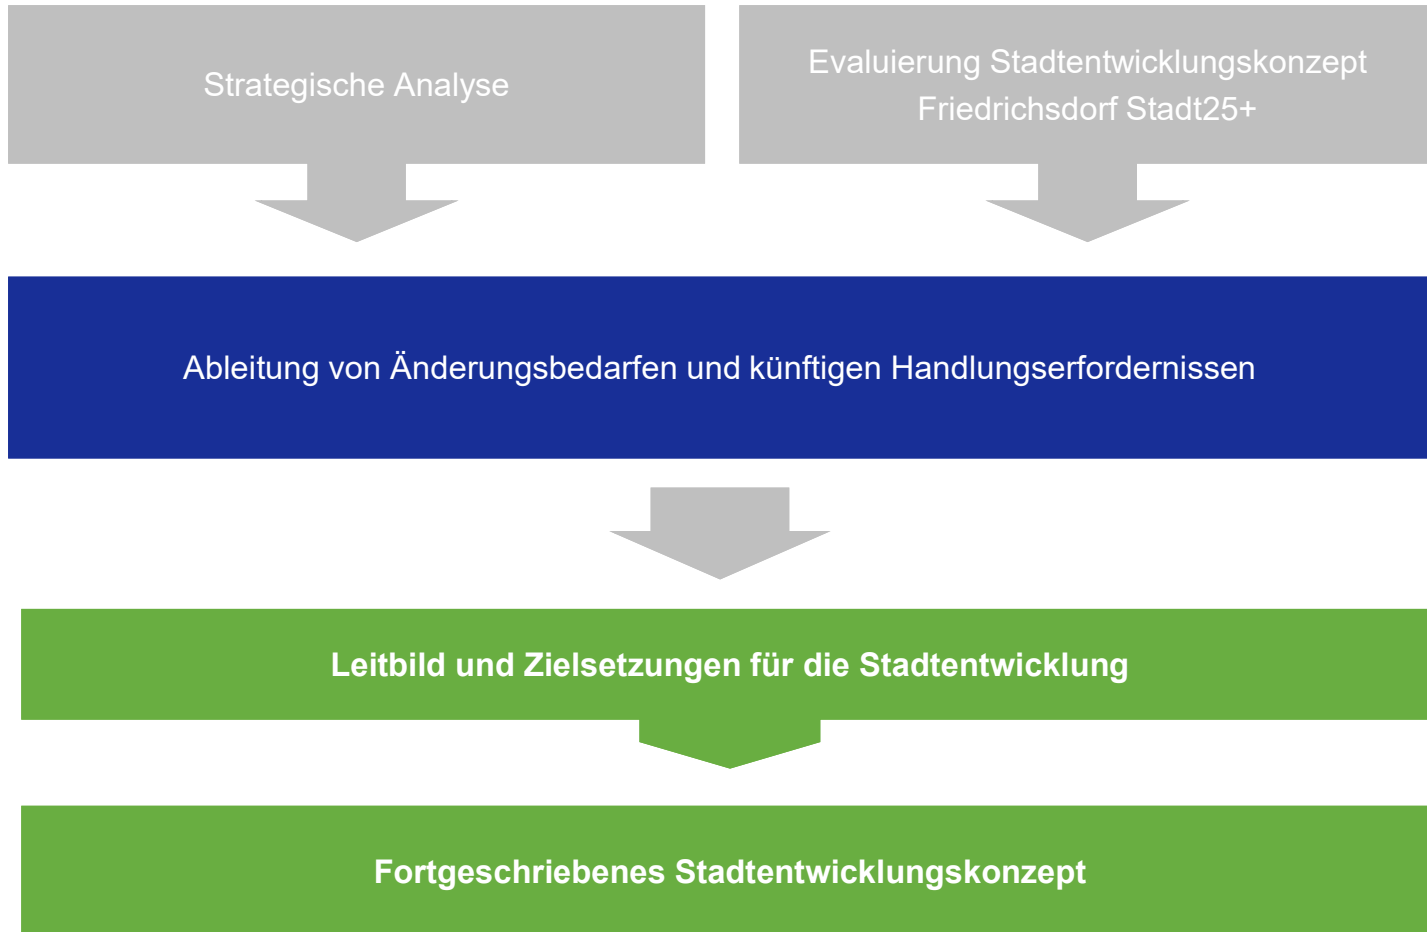 Strategische Analyse
Evaluierung Stadtentwicklungskonzept
Friedrichsdorf Stadt25+
Ableitung von Änderungsbedarfen und künftigen Handlungserfordernissen
Leitbild und Zielsetzungen für die Stadtentwicklung
Fortgeschriebenes Stadtentwicklungskonzept